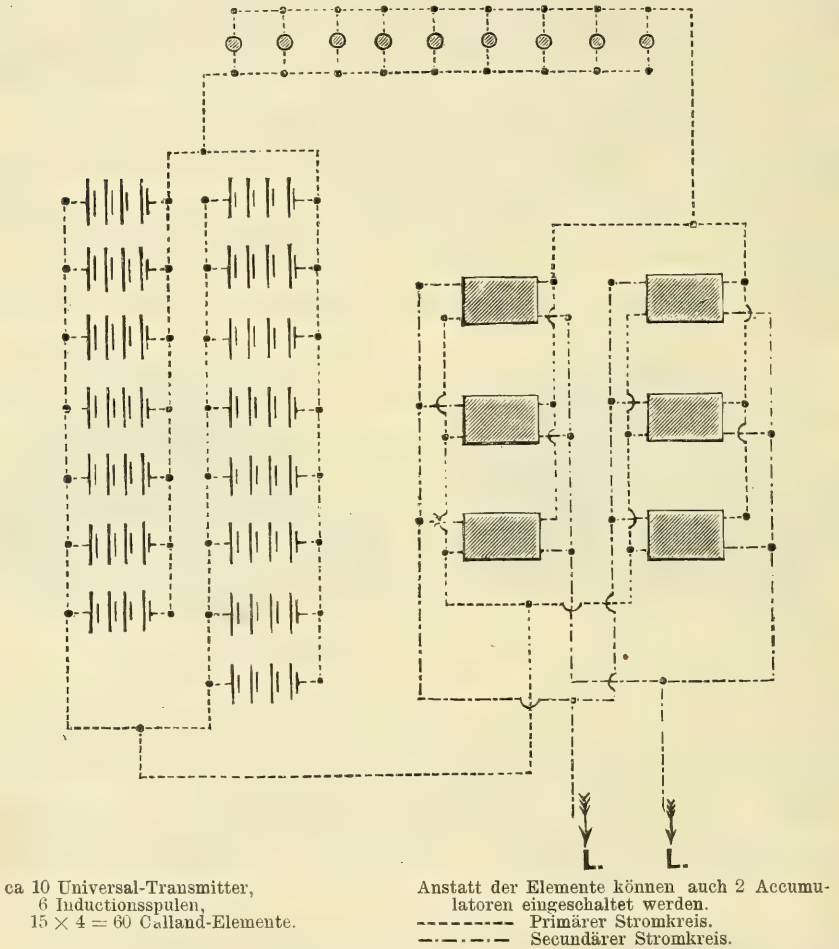 L. L.
ca 10 Universal-Transmitter,
6 Inductionsspulen,
15 × 4 = 60 Calland-Elemente.
Anstatt der Elemente können auch 2 Accumu-
latoren eingeschaltet werden.
Primärer Stromkreis.
Secundärer Stromkreis.